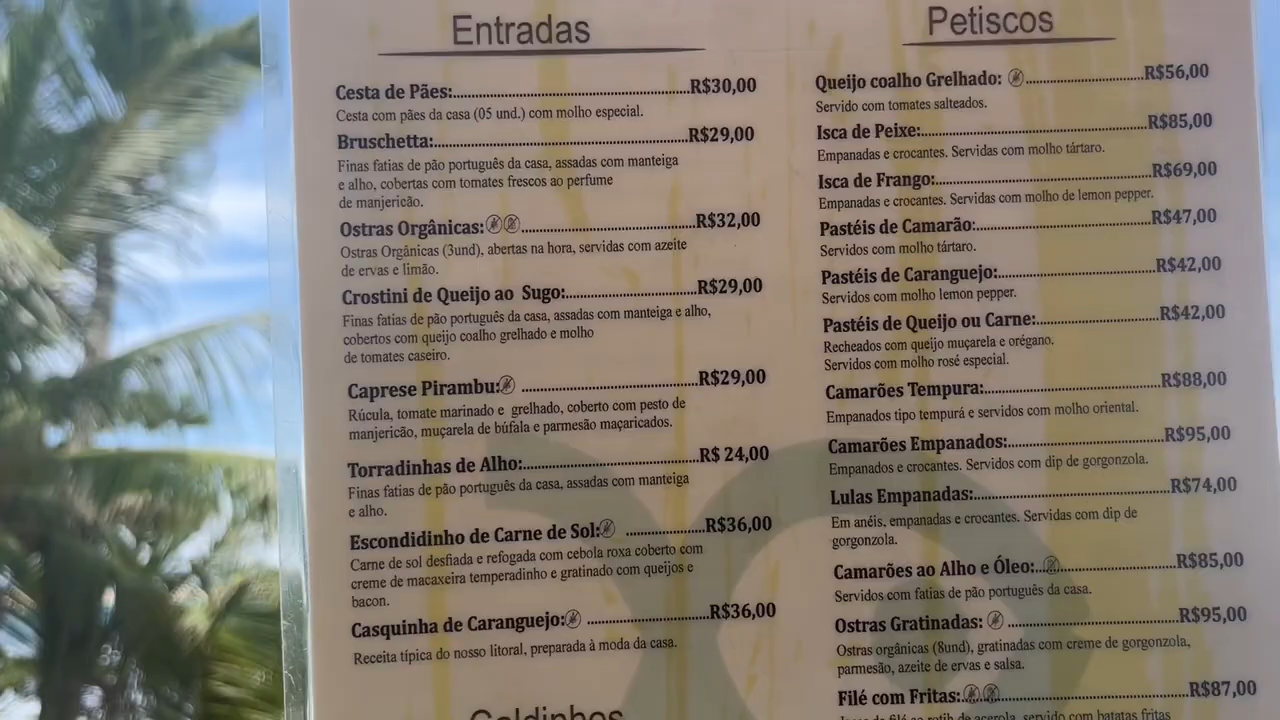 Entradas
Cesta de Pães:..........R$30,00
Cesta com pães da casa (05 und.) com molho especial.
Bruschetta:..........R$29,00
Finas fatias de pão português da casa, assadas com manteiga
e alho, cobertas com tomates frescos ao perfume
de manjericão.
Ostras Orgânicas:..........R$32,00
Ostras Orgânicas (3und), abertas na hora, servidas com azeite
de ervas e limão.
Crostini de Queijo ao Sugo:..........R$29,00
Finas fatias de pão português da casa, assadas com manteiga e alho,
cobertos com queijo coalho grelhado e molho
de tomates caseiro.
Caprese Pirambu: ..........R$29,00
Rúcula, tomate marinado e grelhado, coberto com pesto de
manjericão, muçarela de búfala e parmesão maçaricados.
Torradinhas de Alho:..........R$ 24,00
Finas fatias de pão português da casa, assadas com manteiga
e alho.
Escondidinho de Carne de Sol: ..........R$36,00
Carne de sol desfiada e refogada com cebola roxa coberto com
creme de macaxeira temperadinho e gratinado com queijos e
bacon.
Casquinha de Caranguejo: ..........R$36,00
Receita típica do nosso litoral, preparada à moda da casa.
Caldinhos
Petiscos
Queijo coalho Grelhado: ..........R$56,00
Servido com tomates salteados.
Isca de Peixe:..........R$85,00
Empanadas e crocantes. Servidas com molho tártaro.
Isca de Frango:..........R$69,00
Empanadas e crocantes. Servidas com molho de lemon pepper.
Pastéis de Camarão:..........R$47,00
Servidos com molho tártaro.
Pastéis de Caranguejo:..........R$42,00
Servidos com molho lemon pepper.
Pastéis de Queijo ou Carne:..........R$42,00
Recheados com queijo muçarela e orégano.
Servidos com molho rosé especial.
Camarões Tempura:..........R$88,00
Empanados tipo tempurá e servidos com molho oriental.
Camarões Empanados:..........R$95,00
Empanados e crocantes. Servidos com dip de gorgonzola.
Lulas Empanadas:..........R$74,00
Em anéis, empanadas e crocantes. Servidas com dip de
gorgonzola.
Camarões ao Alho e Óleo:..........R$85,00
Servidos com fatias de pão português da casa.
Ostras Gratinadas: ..........R$95,00
Ostras orgânicas (8und), gratinadas com creme de gorgonzola,
parmesão, azeite de ervas e salsa.
Filé com Fritas:..........R$87,00
de filé ao rotih de acerola, servido com batatas fritas